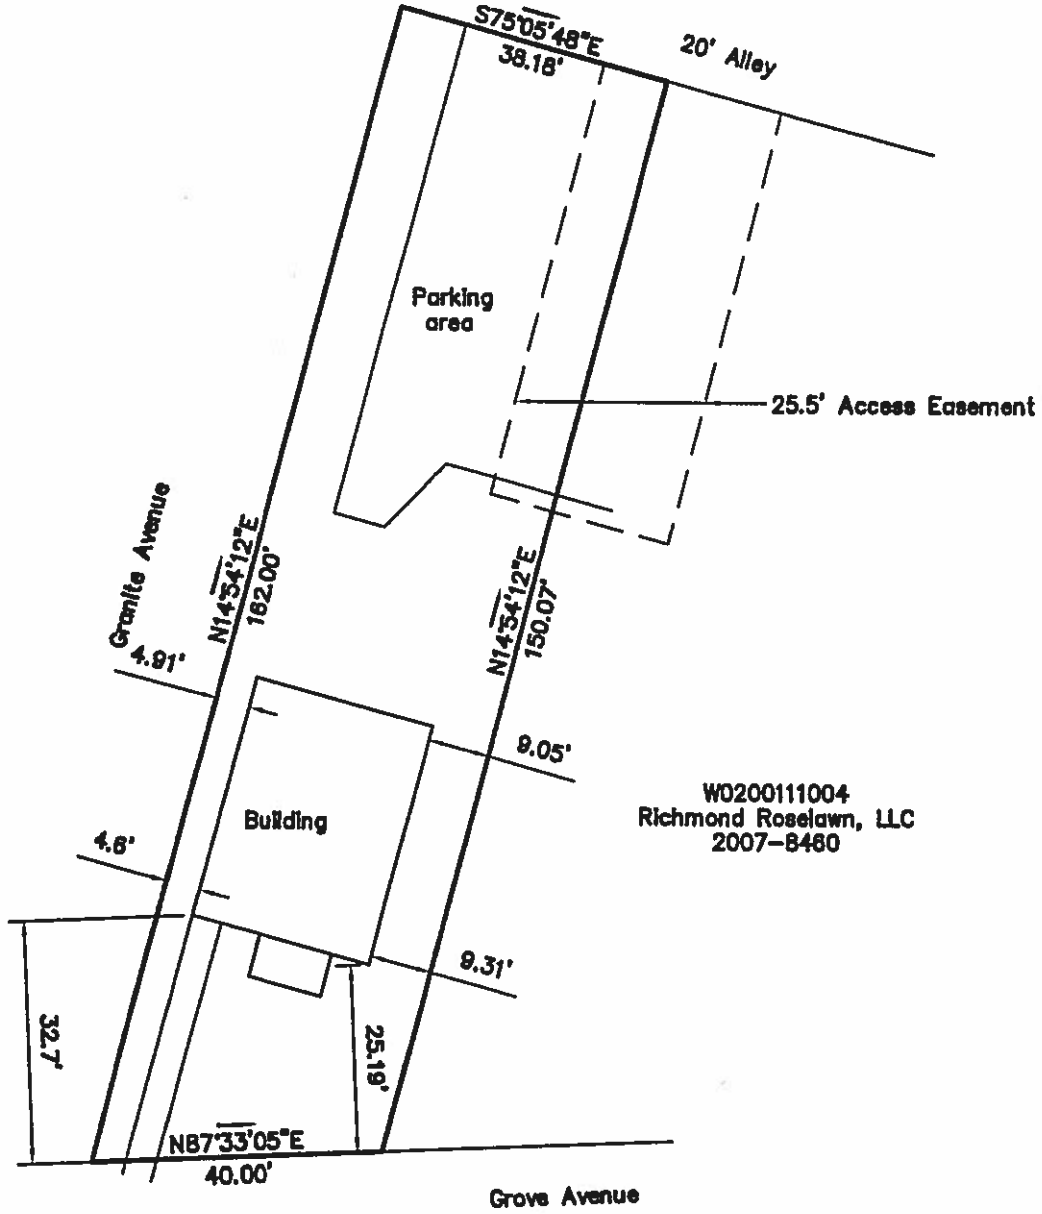 S75°05'48"E
38.18'
20' Alley
Parking
area
25.5' Access Easement
Granite Avenue
N14°54'12"E
162.00'
N14°54'12"E
150.07'
4.91'
9.05'
W0200111004
Richmond Roselawn, LLC
2007-8460
Building
4.6'
9.31'
32.7'
25.19'
N87°33'05"E
40.00'
Grove Avenue